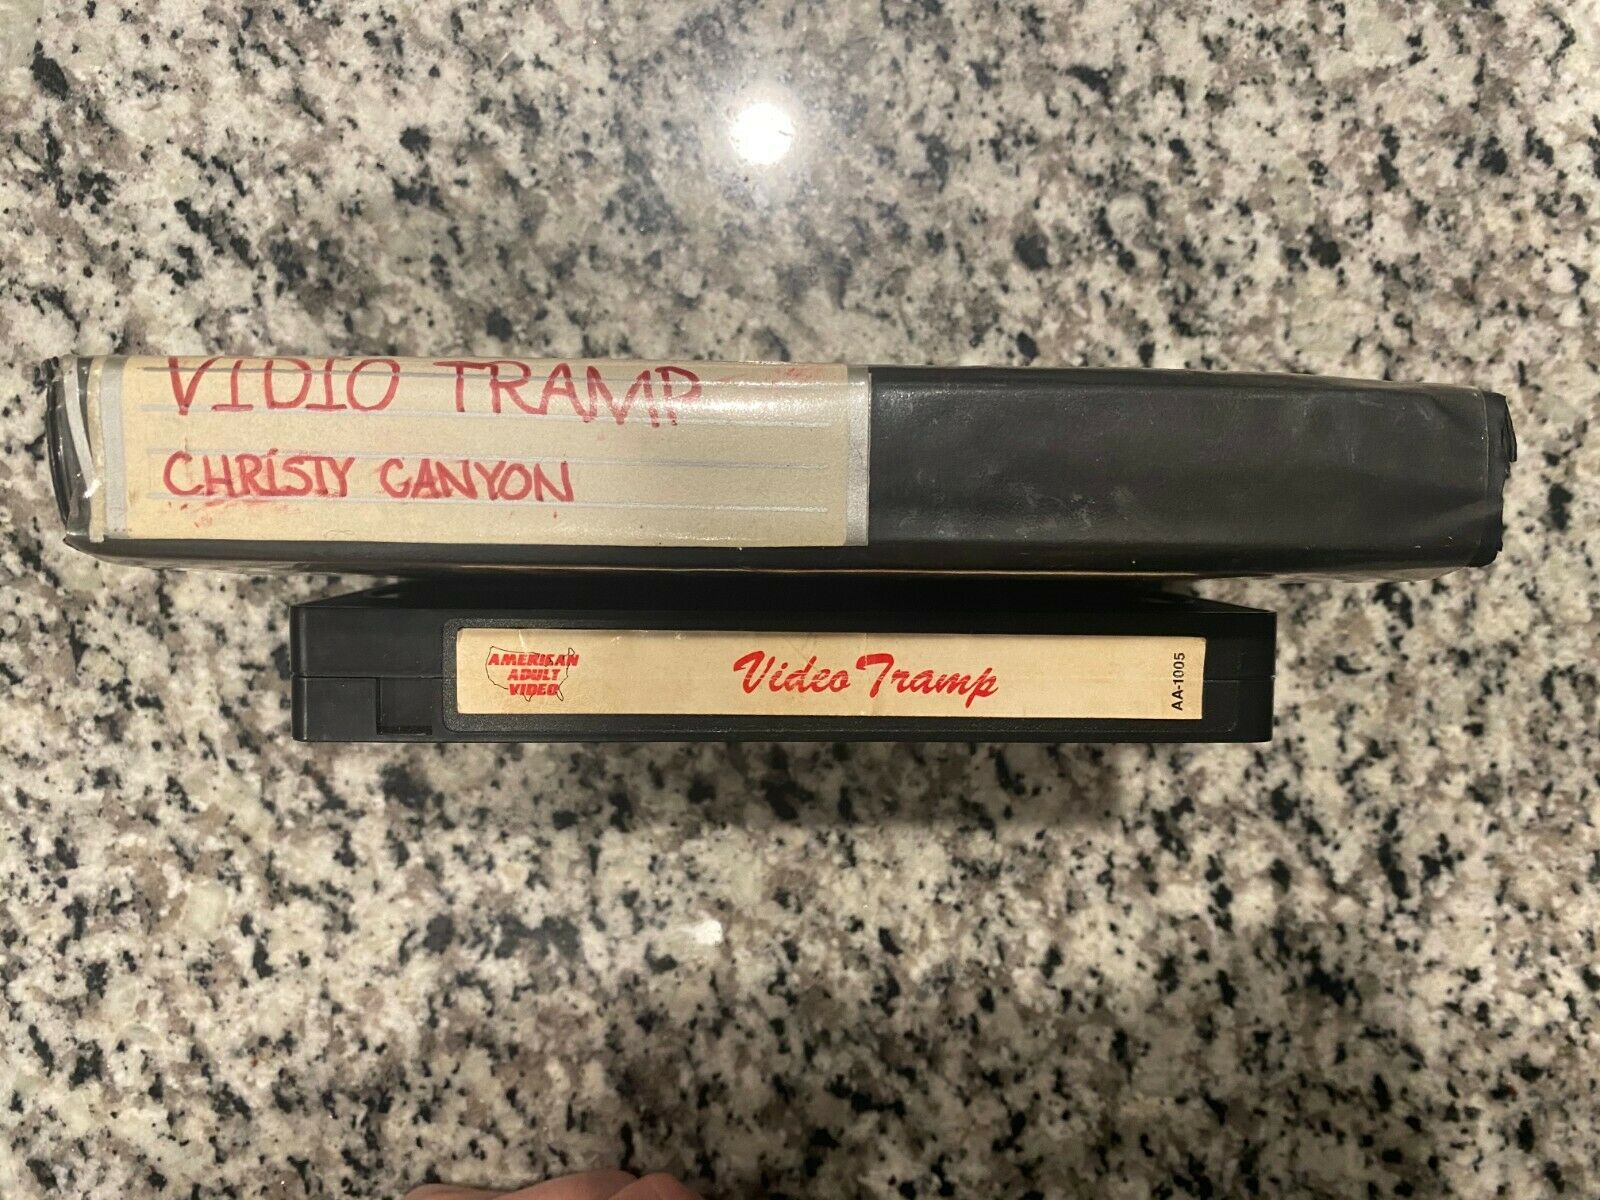 VIDIO TRAMP
CHRISTY CANYON
AMERICAN
ADULT
VIDEO
Video Tramp
AA-1005